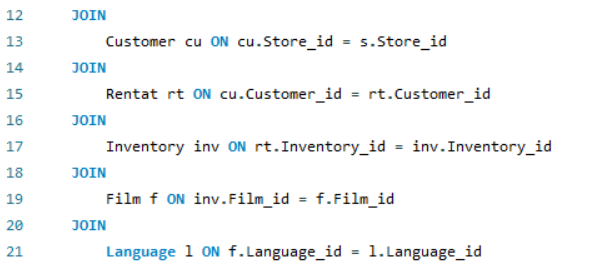 12 JOIN
13 Customer cu ON cu.Store_id = s.Store_id
14 JOIN
15 Rentat rt ON cu.Customer_id = rt.Customer_id
16 JOIN
17 Inventory inv ON rt.Inventory_id = inv.Inventory_id
18 JOIN
19 Film f ON inv.Film_id = f.Film_id
20 JOIN
21 Language l ON f.Language_id = l.Language_id